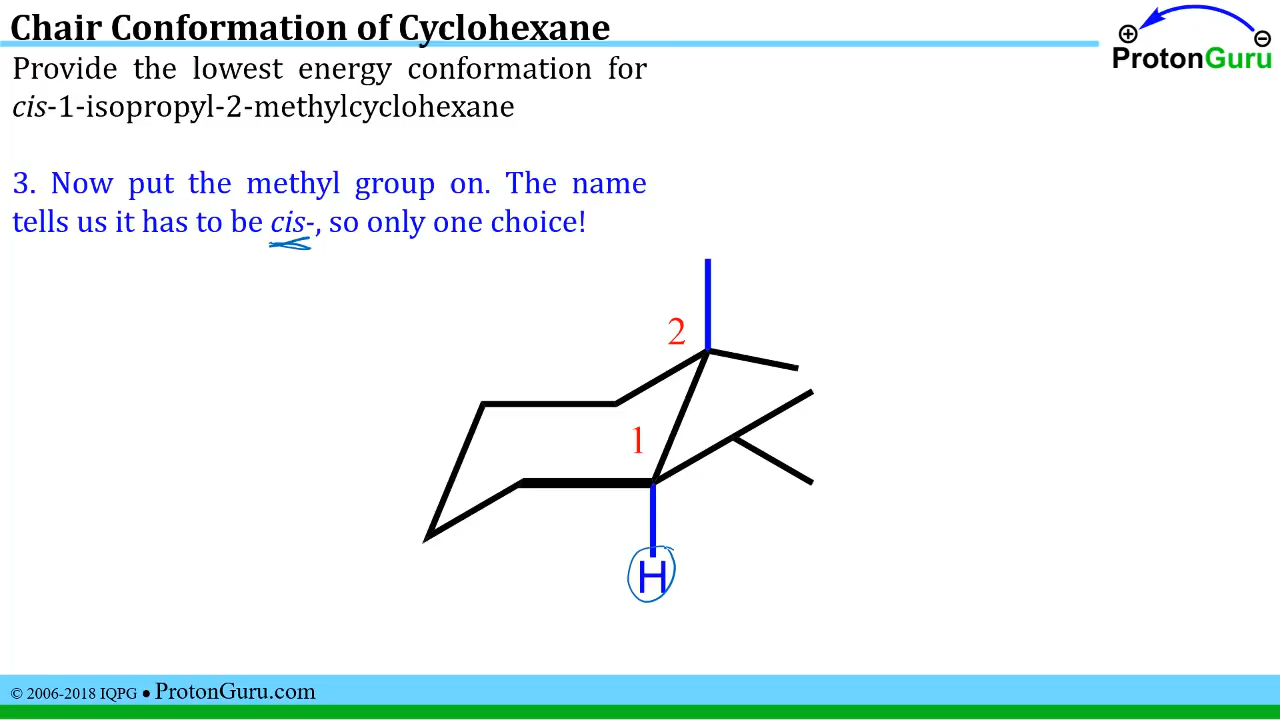 Chair Conformation of Cyclohexane
⊕ ⊖
ProtonGuru
Provide the lowest energy conformation for
cis-1-isopropyl-2-methylcyclohexane
3. Now put the methyl group on. The name
tells us it has to be cis-, so only one choice!
2
1
H
© 2006-2018 IQPG ● ProtonGuru.com